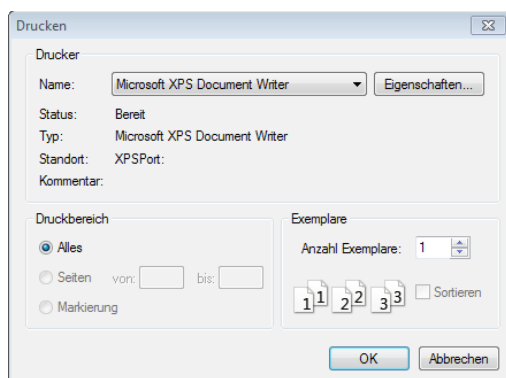 Drucken
Drucker
Name: Microsoft XPS Document Writer Eigenschaften...
Status: Bereit
Typ: Microsoft XPS Document Writer
Standort: XPSPort:
Kommentar:
Druckbereich
Alles
Seiten von: bis:
Markierung
Exemplare
Anzahl Exemplare: 1
1 1 2 2 3 3 Sortieren
OK Abbrechen